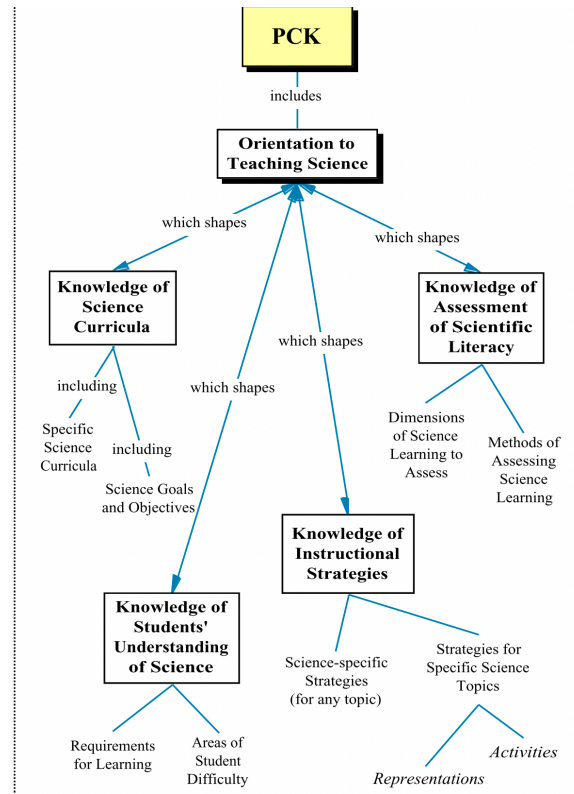 PCK
includes
Orientation to
Teaching Science
which shapes
which shapes
Knowledge of
Science
Curricula
Knowledge of
Assessment
of Scientific
Literacy
which shapes
which shapes
including
Specific
Science
Curricula
including
Science Goals
and Objectives
Dimensions
of Science
Learning to
Assess
Methods of
Assessing
Science
Learning
Knowledge of
Instructional
Strategies
Knowledge of
Students'
Understanding
of Science
Science-specific
Strategies
(for any topic)
Strategies for
Specific Science
Topics
Requirements
for Learning
Areas of
Student
Difficulty
Activities
Representations